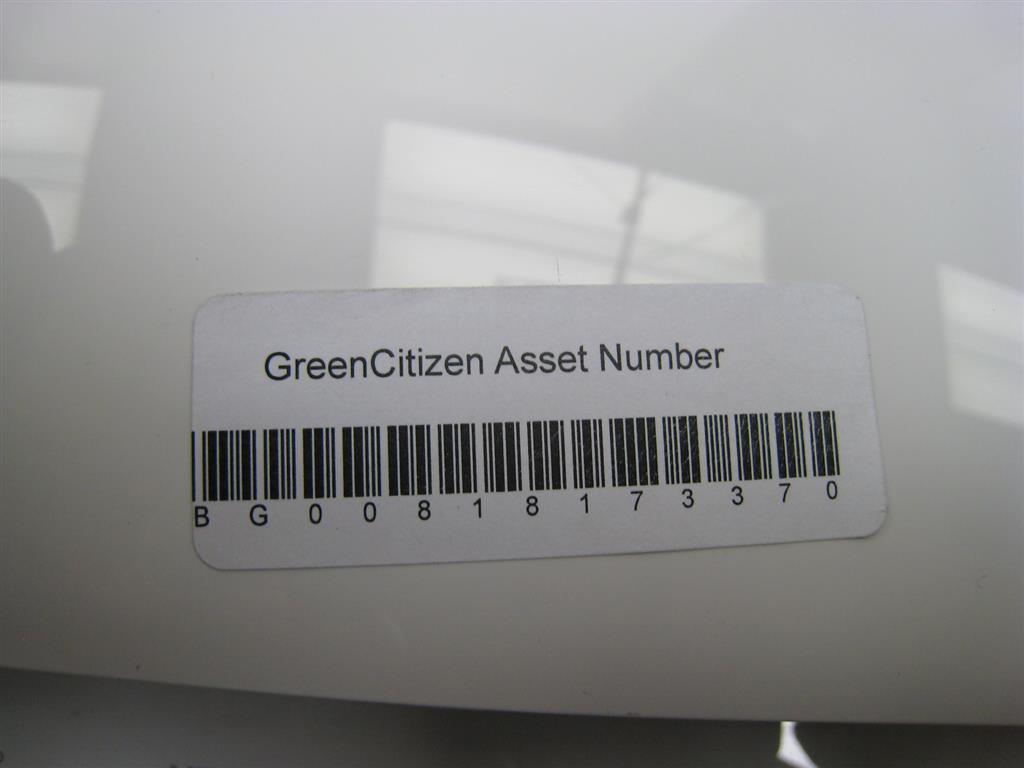 GreenCitizen Asset Number
B G 0 0 8 1 8 1 7 3 3 7 0